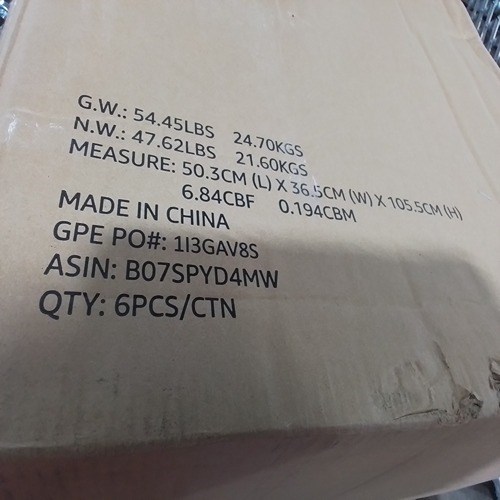 G.W.: 54.45LBS 24.70KGS
N.W.: 47.62LBS 21.60KGS
MEASURE: 50.3CM (L) X 36.5CM (W) X 105.5CM (H)
6.84CBF 0.194CBM
MADE IN CHINA
GPE PO#: 1I3GAV8S
ASIN: B07SPYD4MW
QTY: 6PCS/CTN